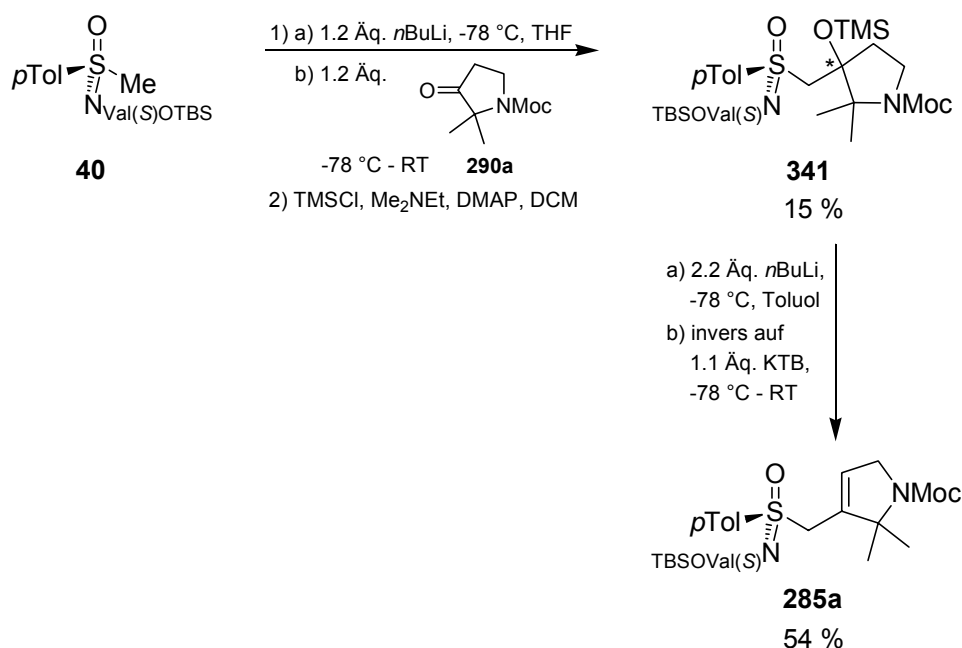 O
pTol
S
Me
N Val(S)OTBS
40
1) a) 1.2 Äq. nBuLi, -78 °C, THF
b) 1.2 Äq.
O
NMoc
-78 °C - RT 290a
2) TMSCl, Me2NEt, DMAP, DCM
O
OTMS
pTol
S
*
N
NMoc
TBSOVal(S)
341
15 %
a) 2.2 Äq. nBuLi,
-78 °C, Toluol
b) invers auf
1.1 Äq. KTB,
-78 °C - RT
O
pTol
S
NMoc
N
TBSOVal(S)
285a
54 %